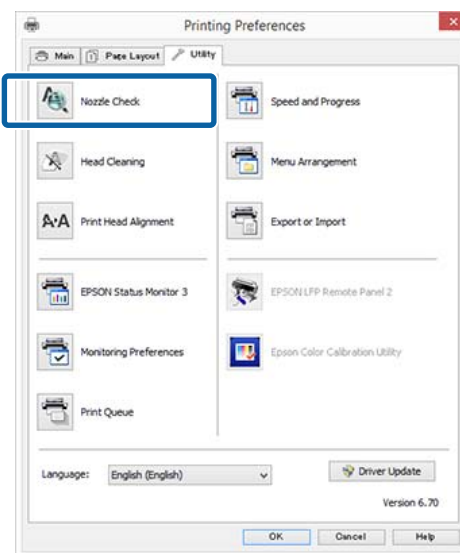 Printing Preferences
Main
Page Layout
Utility
Nozzle Check
Speed and Progress
Head Cleaning
Menu Arrangement
A·A Print Head Alignment
Export or Import
EPSON Status Monitor 3
EPSON LFP Remote Panel 2
Monitoring Preferences
Epson Color Calibration Utility
Print Queue
Language: English (English)
Driver Update
Version 6.70
OK Cancel Help